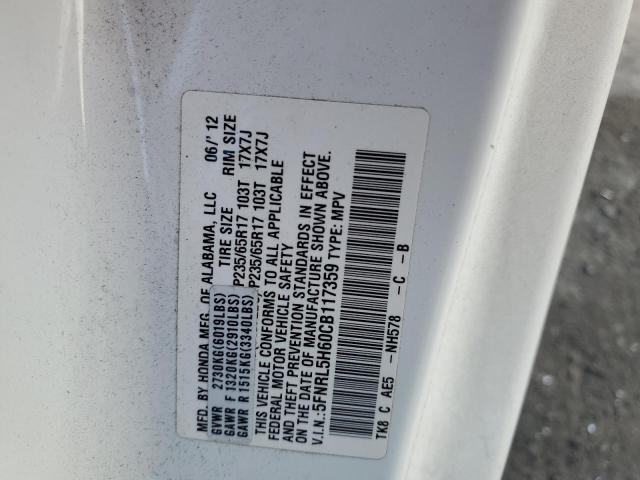 MFD. BY HONDA MFG. OF ALABAMA, LLC 06/'12
GVWR 2730KG(6019LBS) TIRE SIZE RIM SIZE
GAWR F 1320KG(2910LBS) P235/65R17 103T 17X7J
GAWR R 1515KG(3340LBS) P235/65R17 103T 17X7J
THIS VEHICLE CONFORMS TO ALL APPLICABLE
FEDERAL MOTOR VEHICLE SAFETY
AND THEFT PREVENTION STANDARDS IN EFFECT
ON THE DATE OF MANUFACTURE SHOWN ABOVE.
V.I.N.:5FNRL5H60CB117359 TYPE: MPV
TK8 C AE5 -NH578 -C -B